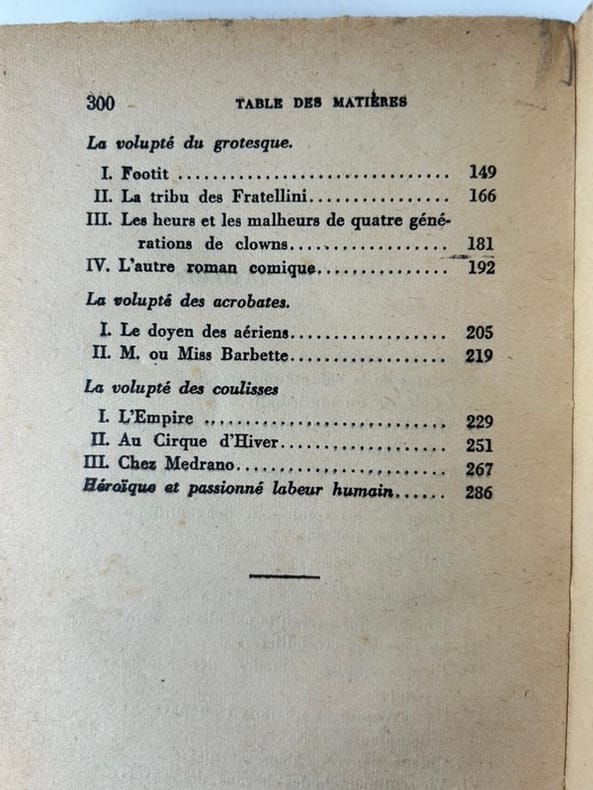 300 TABLE DES MATIÈRES
La volupté du grotesque.
I. Footit ............................... 149
II. La tribu des Fratellini................ 166
III. Les heurs et les malheurs de quatre géné-
rations de clowns................... 181
IV. L'autre roman comique............... 192
La volupté des acrobates.
I. Le doyen des aériens.................. 205
II. M. ou Miss Barbette.................. 219
La volupté des coulisses
I. L'Empire ............................ 229
II. Au Cirque d'Hiver................... 251
III. Chez Medrano........................ 267
Héroïque et passionné labeur humain...... 286